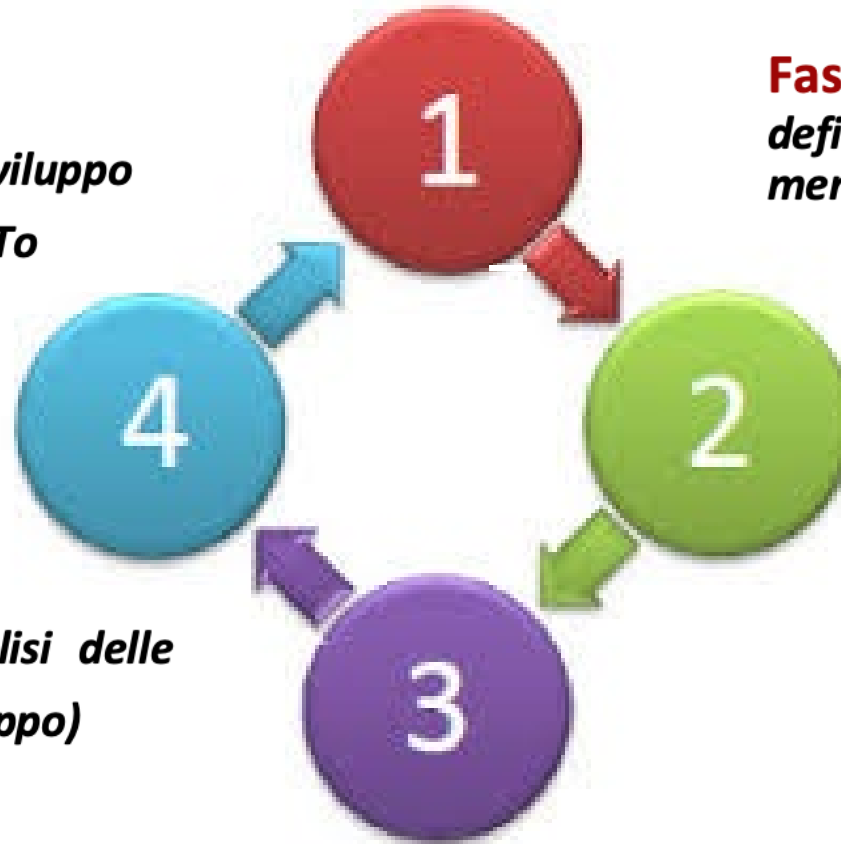 1
Fas
defi
mer
viluppo
To
4
2
lisi delle
ppo)
3